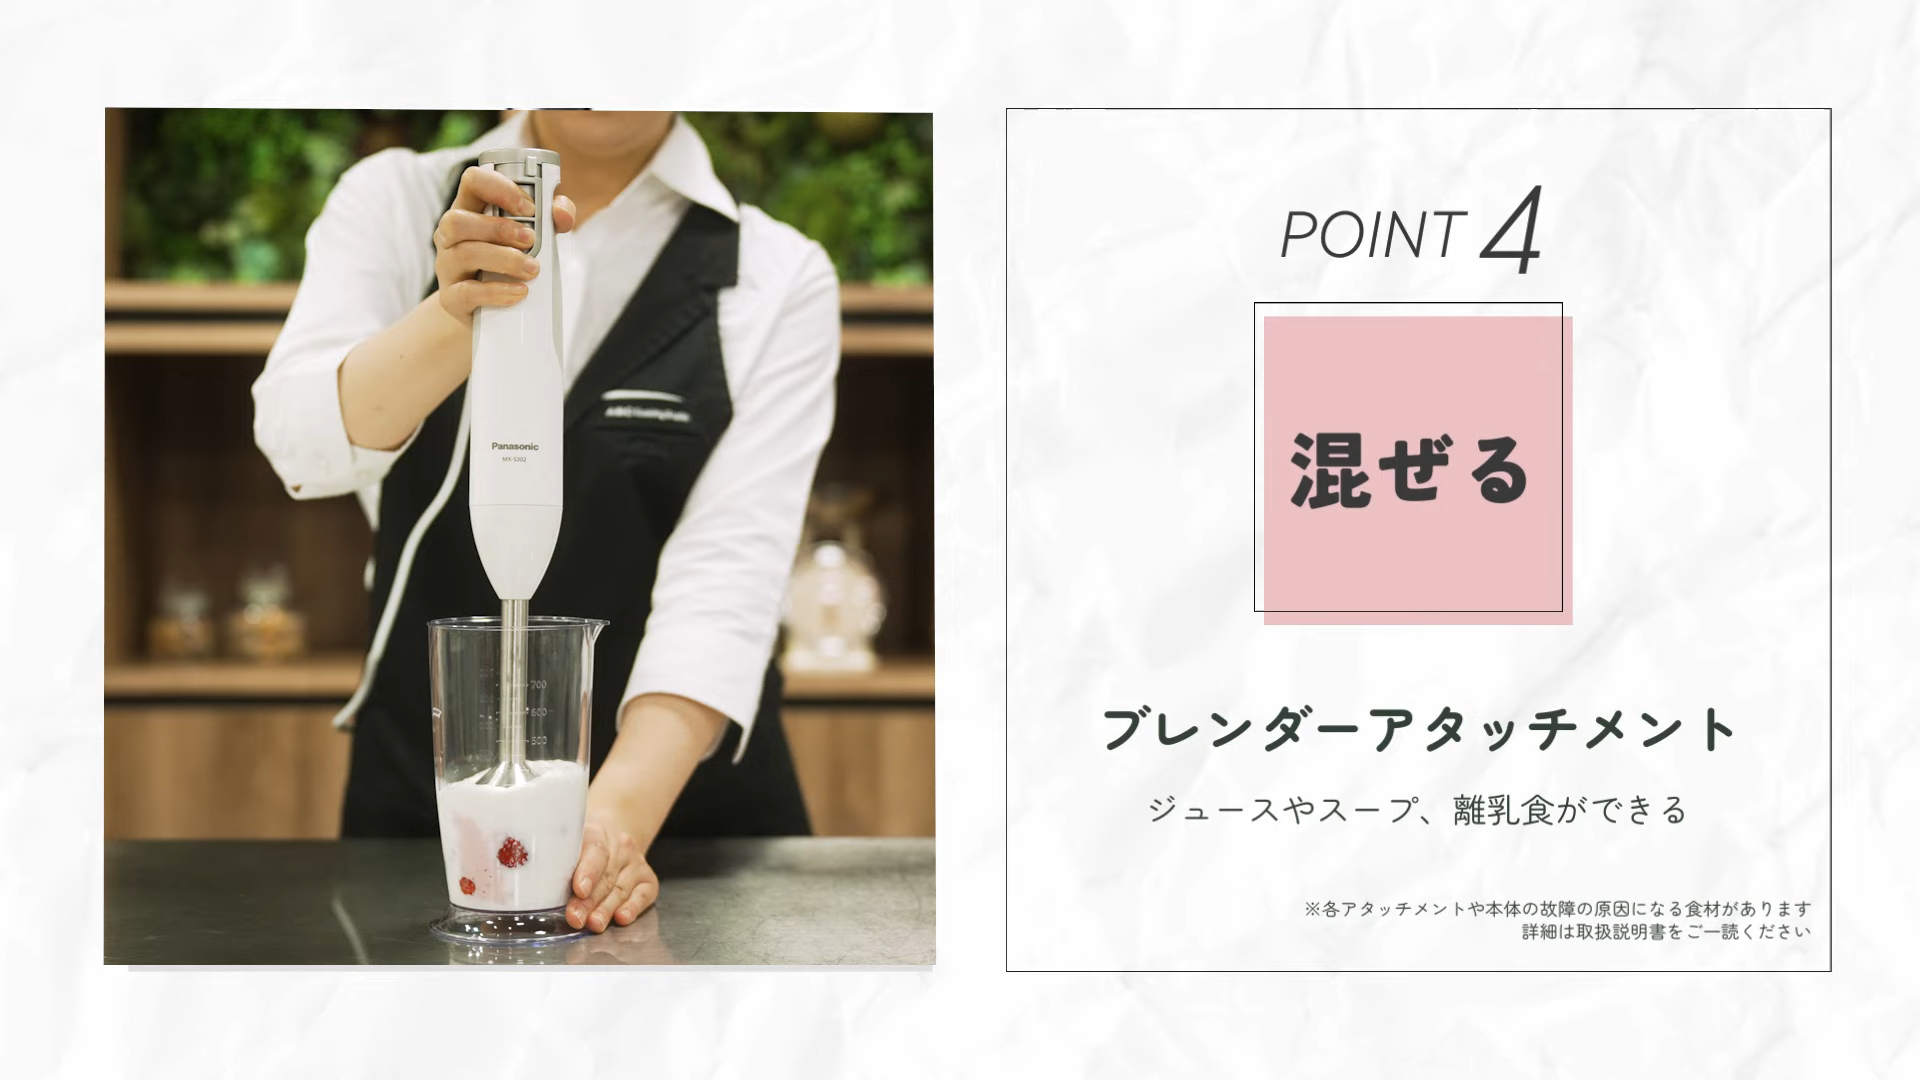 Panasonic
MX-S302
700
600
500
POINT 4
混ぜる
ブレンダーアタッチメント
ジュースやスープ、離乳食ができる
※各アタッチメントや本体の故障の原因になる食材があります
詳細は取扱説明書をご一読ください